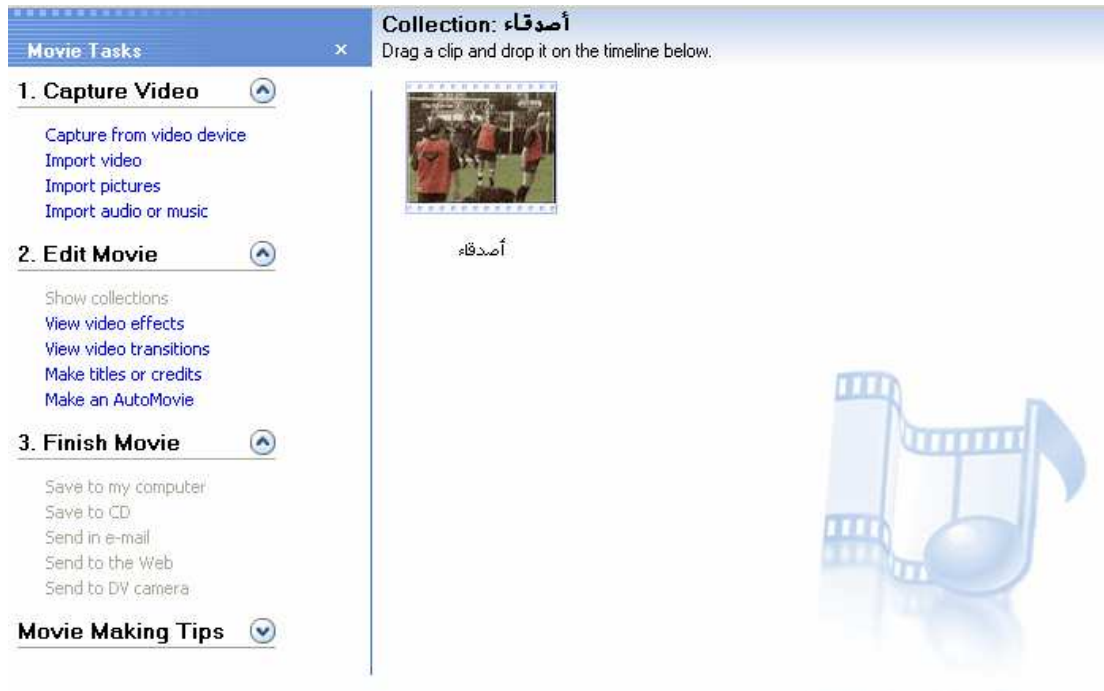 Movie Tasks
1. Capture Video
Capture from video device
Import video
Import pictures
Import audio or music
2. Edit Movie
Show collections
View video effects
View video transitions
Make titles or credits
Make an AutoMovie
3. Finish Movie
Save to my computer
Save to CD
Send in e-mail
Send to the Web
Send to DV camera
Movie Making Tips
Collection: أصدقاء
Drag a clip and drop it on the timeline below.
أصدقاء